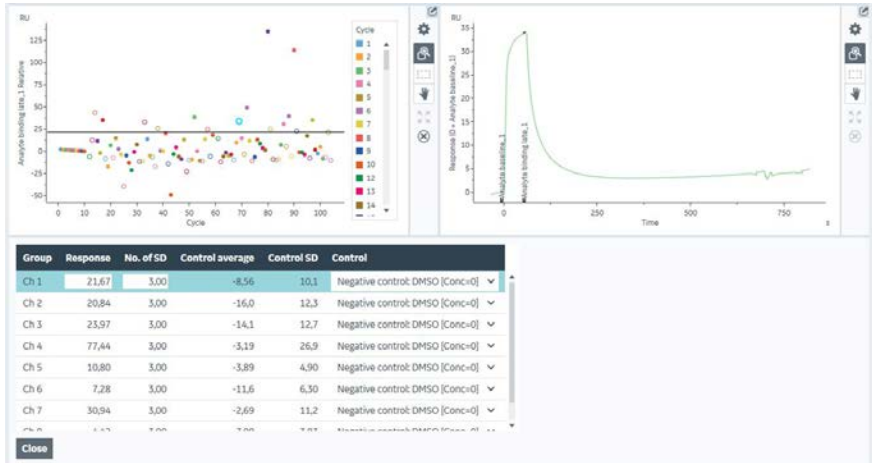 RU
Analyte binding late_1 Relative
125
100
75
50
25
0
-25
-50
0 10 20 30 40 50 60 70 80 90 100
Cycle
Cycle
1
2
3
4
5
6
7
8
9
10
12
13
14
RU
Response (0 = Analyte baseline_1)
35
30
25
20
15
10
5
0
Analyte baseline_1
Analyte binding late_1
0 250 500 750
Time
s
Group Response No. of SD Control average Control SD Control
Ch 1 21,67 3,00 -8,56 10,1 Negative control: DMSO [Conc=0]
Ch 2 20,84 3,00 -16,0 12,3 Negative control: DMSO [Conc=0]
Ch 3 23,97 3,00 -14,1 12,7 Negative control: DMSO [Conc=0]
Ch 4 77,44 3,00 -3,19 26,9 Negative control: DMSO [Conc=0]
Ch 5 10,80 3,00 -3,89 4,90 Negative control: DMSO [Conc=0]
Ch 6 7,28 3,00 -11,6 6,30 Negative control: DMSO [Conc=0]
Ch 7 30,94 3,00 -2,69 11,2 Negative control: DMSO [Conc=0]
Close